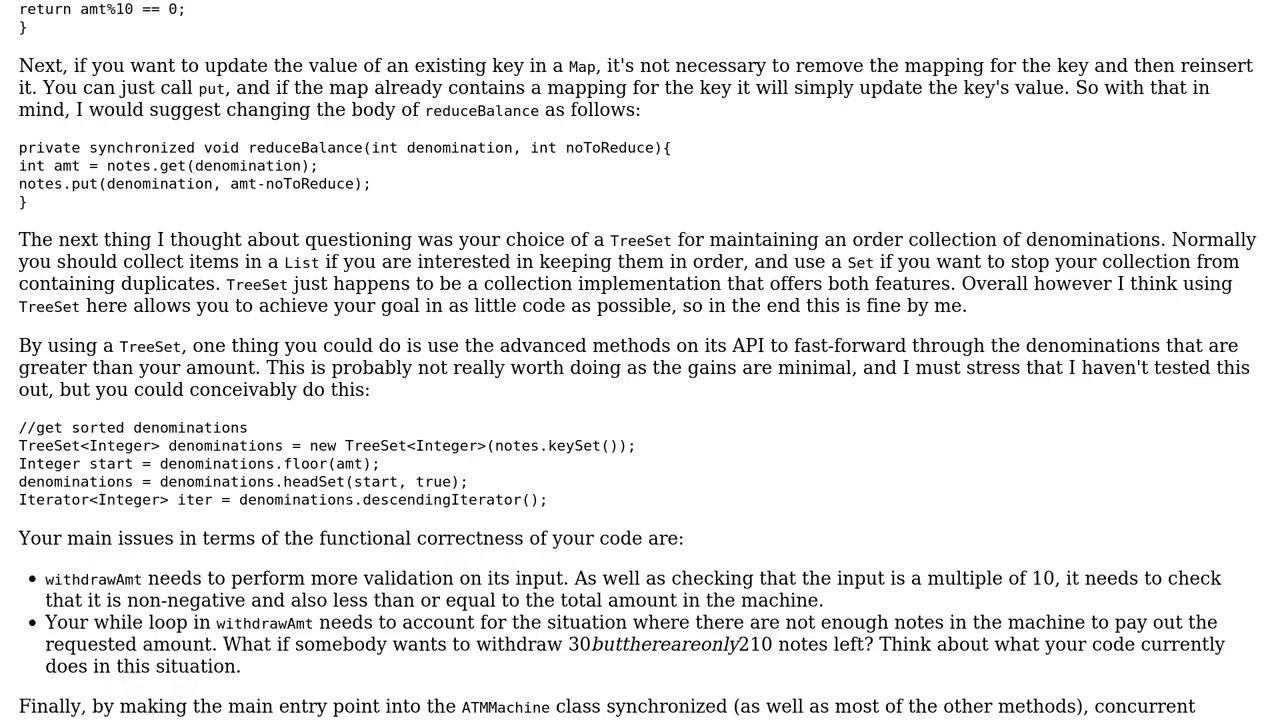 return amt%10 == 0;
}
Next, if you want to update the value of an existing key in a Map, it's not necessary to remove the mapping for the key and then reinsert
it. You can just call put, and if the map already contains a mapping for the key it will simply update the key's value. So with that in
mind, I would suggest changing the body of reduceBalance as follows:
private synchronized void reduceBalance(int denomination, int noToReduce){
int amt = notes.get(denomination);
notes.put(denomination, amt-noToReduce);
}
The next thing I thought about questioning was your choice of a TreeSet for maintaining an order collection of denominations. Normally
you should collect items in a List if you are interested in keeping them in order, and use a Set if you want to stop your collection from
containing duplicates. TreeSet just happens to be a collection implementation that offers both features. Overall however I think using
TreeSet here allows you to achieve your goal in as little code as possible, so in the end this is fine by me.
By using a TreeSet, one thing you could do is use the advanced methods on its API to fast-forward through the denominations that are
greater than your amount. This is probably not really worth doing as the gains are minimal, and I must stress that I haven't tested this
out, but you could conceivably do this:
//get sorted denominations
TreeSet<Integer> denominations = new TreeSet<Integer>(notes.keySet());
Integer start = denominations.floor(amt);
denominations = denominations.headSet(start, true);
Iterator<Integer> iter = denominations.descendingIterator();
Your main issues in terms of the functional correctness of your code are:
• withdrawAmt needs to perform more validation on its input. As well as checking that the input is a multiple of 10, it needs to check
that it is non-negative and also less than or equal to the total amount in the machine.
• Your while loop in withdrawAmt needs to account for the situation where there are not enough notes in the machine to pay out the
requested amount. What if somebody wants to withdraw 30butthereareonly210 notes left? Think about what your code currently
does in this situation.
Finally, by making the main entry point into the ATMMachine class synchronized (as well as most of the other methods), concurrent